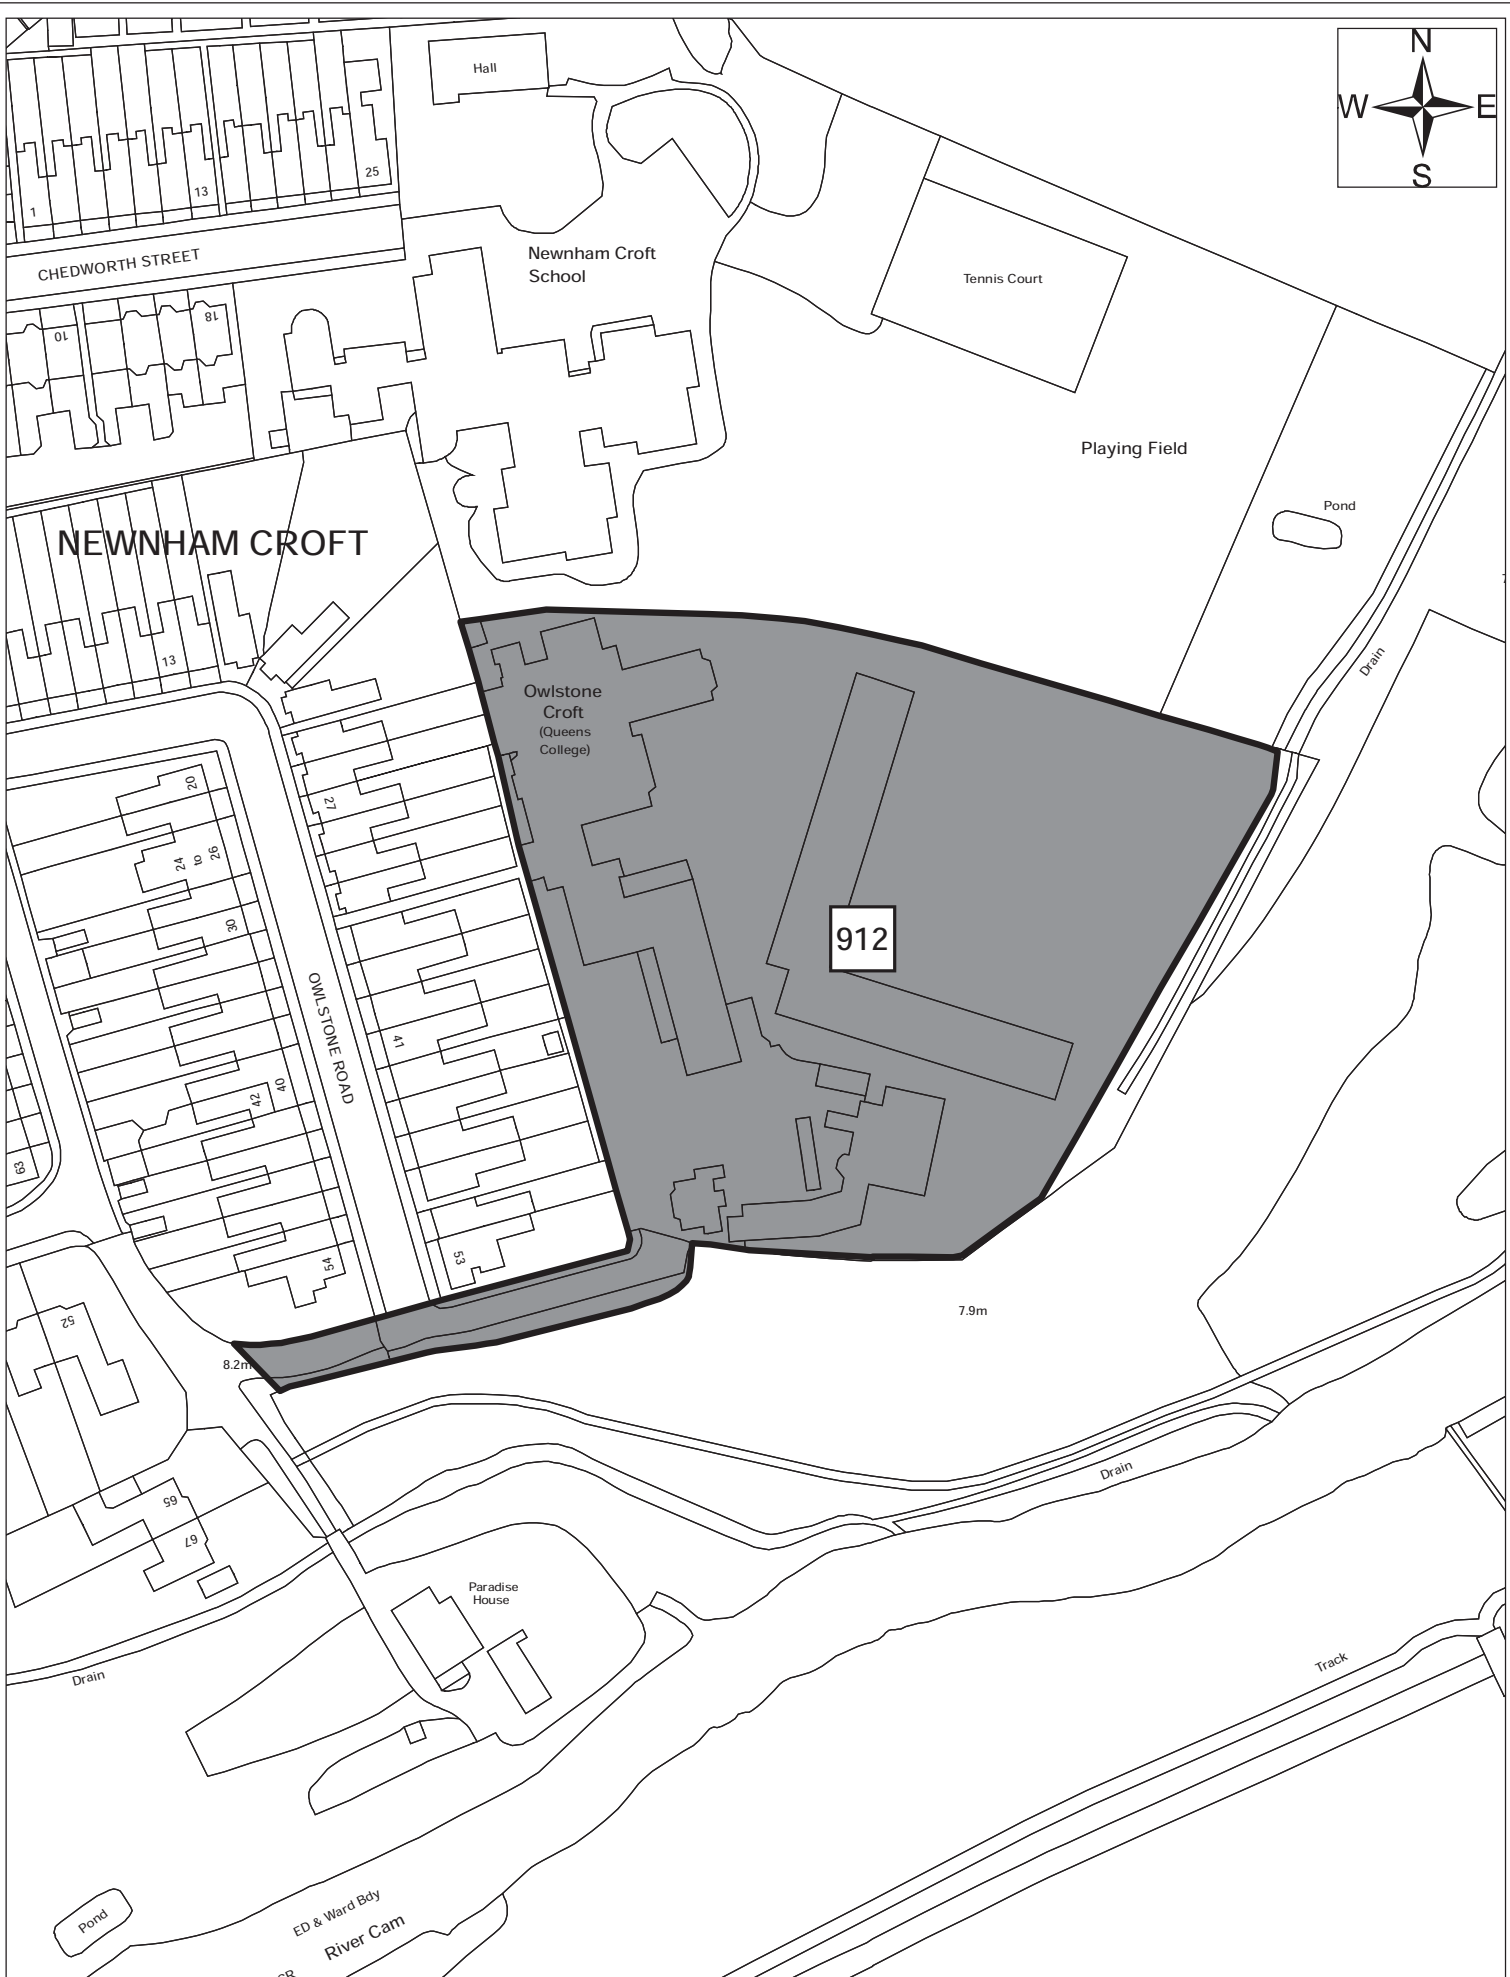 N
W E
S
Hall
25
13
1
CHEDWORTH STREET
Newnham Croft
School
Tennis Court
18
10
Playing Field
Pond
NEWNHAM CROFT
13
Drain
Owlstone
Croft
(Queens
College)
20
27
24
to
26
30
912
OWLSTONE ROAD
41
40
42
63
53
54
52
7.9m
8.2m
Drain
65
67
Paradise
House
Drain
Track
Pond
ED & Ward Bdy
River Cam
CR